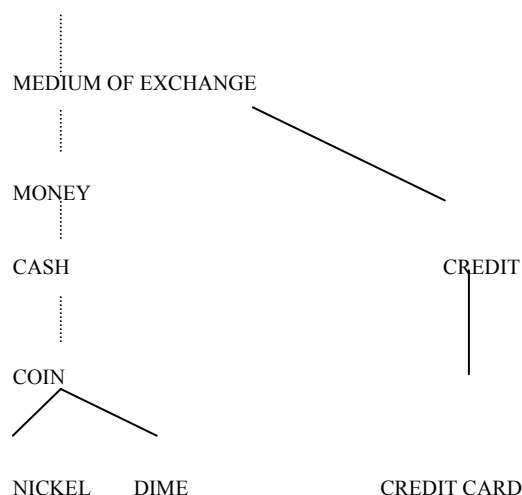 MEDIUM OF EXCHANGE
MONEY
CASH CREDIT
COIN
NICKEL DIME CREDIT CARD